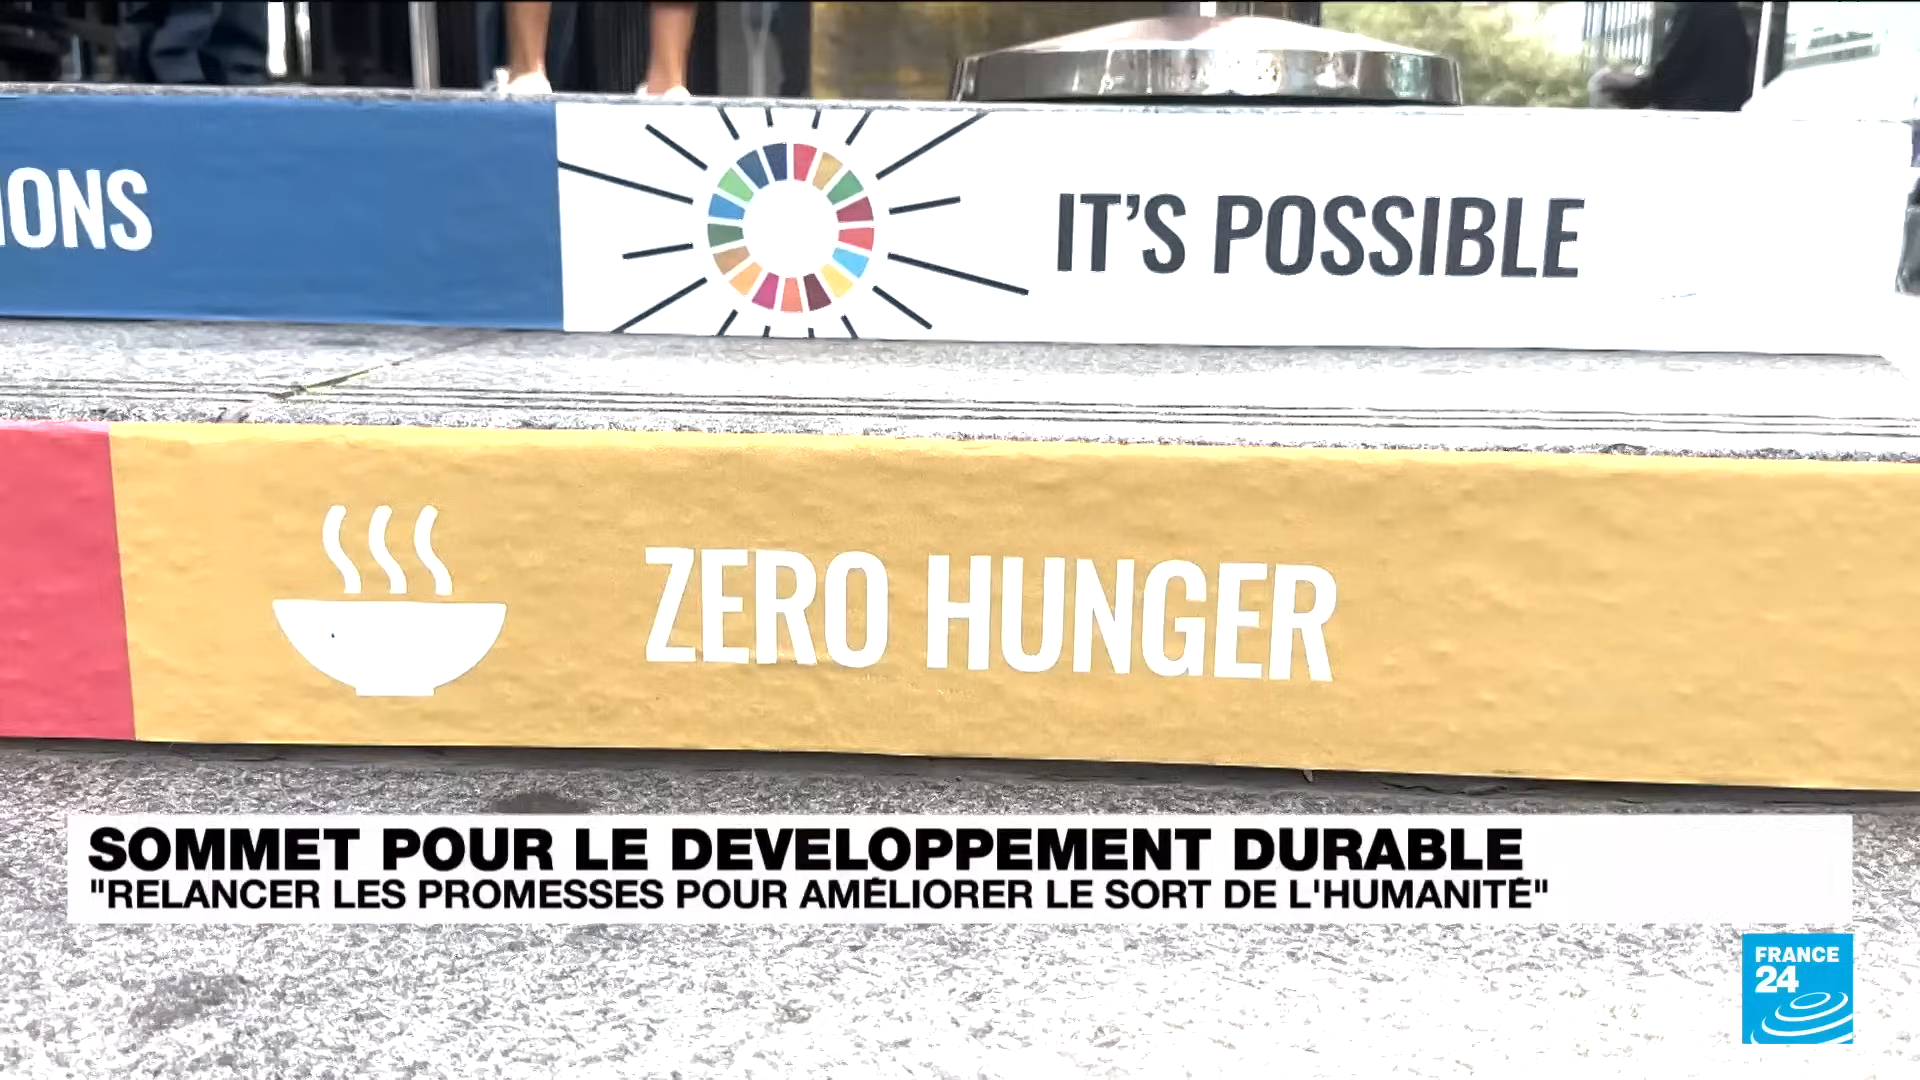 IONS
IT'S POSSIBLE
ZERO HUNGER
SOMMET POUR LE DEVELOPPEMENT DURABLE
"RELANCER LES PROMESSES POUR AMÉLIORER LE SORT DE L'HUMANITÉ"
FRANCE
24